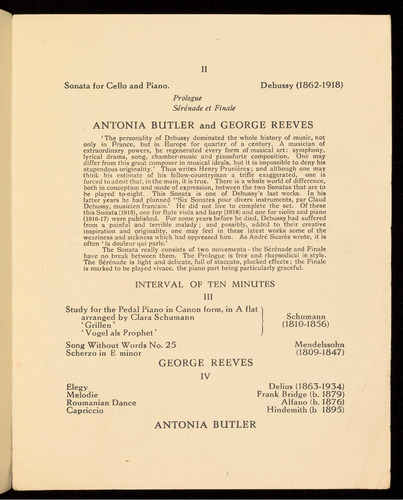 II
Sonata for Cello and Piano. Debussy (1862-1918)
Prologue
Sérénade et Finale
ANTONIA BUTLER and GEORGE REEVES
'The personality of Debussy dominated the whole history of music, not
only in France, but in Europe for quarter of a century. A musician of
extraordinary powers, he regenerated every form of musical art: symphony,
lyrical drama, song, chamber-music and pianoforte composition. One may
differ from this great composer in musical ideals, but it is impossible to deny his
stupendous originality.' Thus writes Henry Prunières; and although one may
think his estimate of his fellow-countryman a trifle exaggerated, one is
forced to admit that, in the main, it is true. There is a whole world of difference,
both in conception and mode of expression, between the two Sonatas that are to
be played to-night. This Sonata is one of Debussy's last works. In his
latter years he had planned "Six Sonates pour divers instruments, par Claud
Debussy, musicien francais.' He did not live to complete the set. Of these
this Sonata (1915), one for flute viola and harp (1916) and one for violin and piano
(1916-17) were published. For some years before he died, Debussy had suffered
from a painful and terrible malady; and possibly, added to their creative
inspiration and originality, one may feel in these latest works some of the
weariness and sickness which had oppressed him. As André Suarès wrote, it is
often 'la douleur qui parle.'
The Sonata really consists of two movements - the Sérénade and Finale
have no break between them. The Prologue is free and rhapsodical in style.
The Sérénade is light and delicate, full of staccato, plucked effects; the Finale
is marked to be played vivace, the piano part being particularly graceful.
INTERVAL OF TEN MINUTES
III
Study for the Pedal Piano in Canon form, in A flat
arranged by Clara Schumann Schumann
'Grillen' (1810-1856)
'Vogel als Prophet'
Song Without Words No. 25 Mendelssohn
Scherzo in E minor (1809-1847)
GEORGE REEVES
IV
Elegy Delius (1863-1934)
Melodie Frank Bridge (b. 1879)
Roumanian Dance Alfano (b. 1876)
Capriccio Hindemith (b 1895)
ANTONIA BUTLER